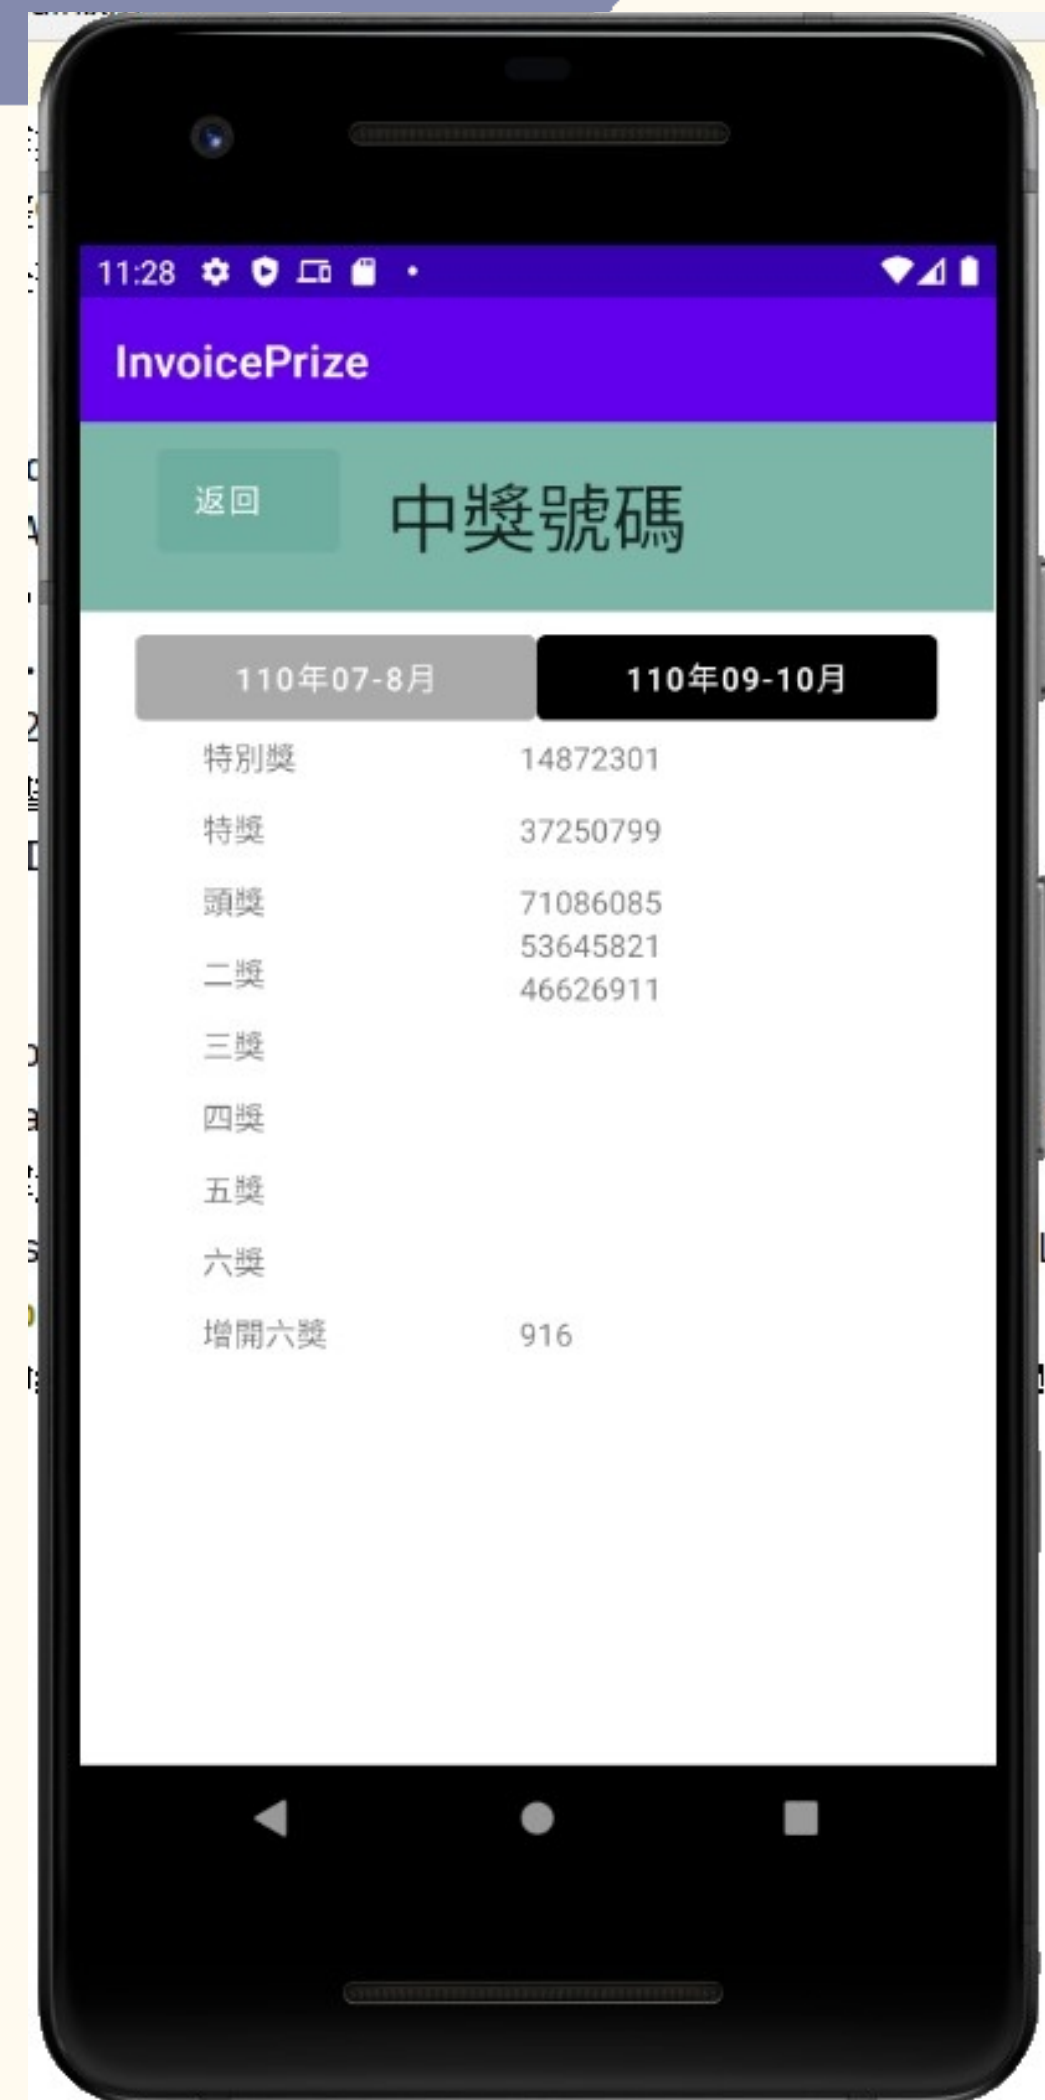 11:28
InvoicePrize
返回
中獎號碼
110年07-8月 110年09-10月
特別獎 14872301
特獎 37250799
頭獎 71086085
53645821
二獎
46626911
三獎
四獎
五獎
六獎
增開六獎 916